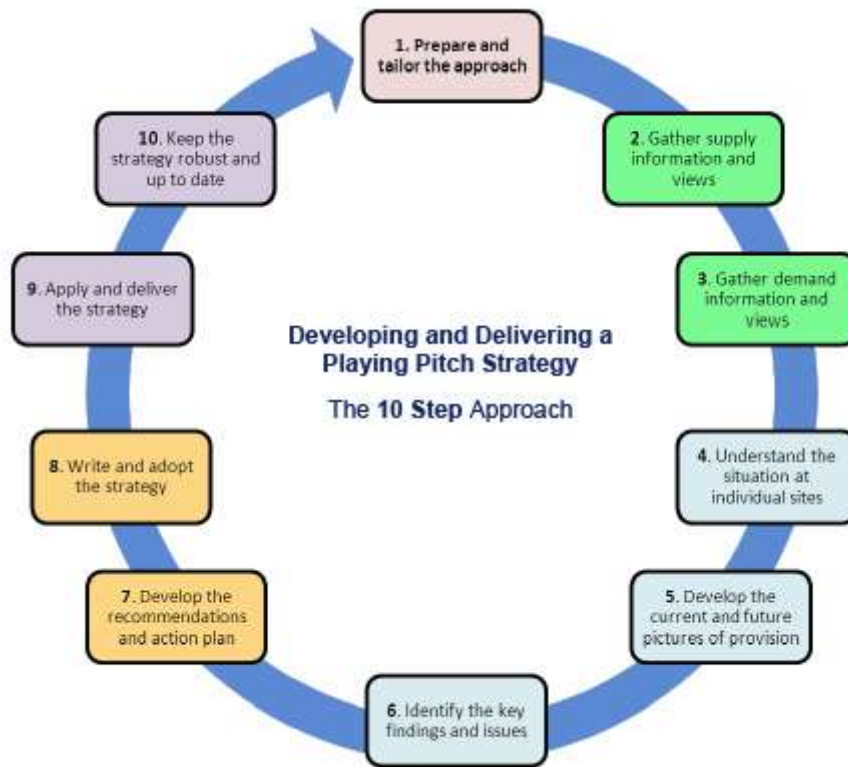 1. Prepare and
tailor the approach
2. Gather supply
information and
views
3. Gather demand
information and
views
4. Understand the
situation at
individual sites
5. Develop the
current and future
pictures of provision
6. Identify the key
findings and issues
7. Develop the
recommendations
and action plan
8. Write and adopt
the strategy
9. Apply and deliver
the strategy
10. Keep the
strategy robust and
up to date
Developing and Delivering a
Playing Pitch Strategy
The 10 Step Approach